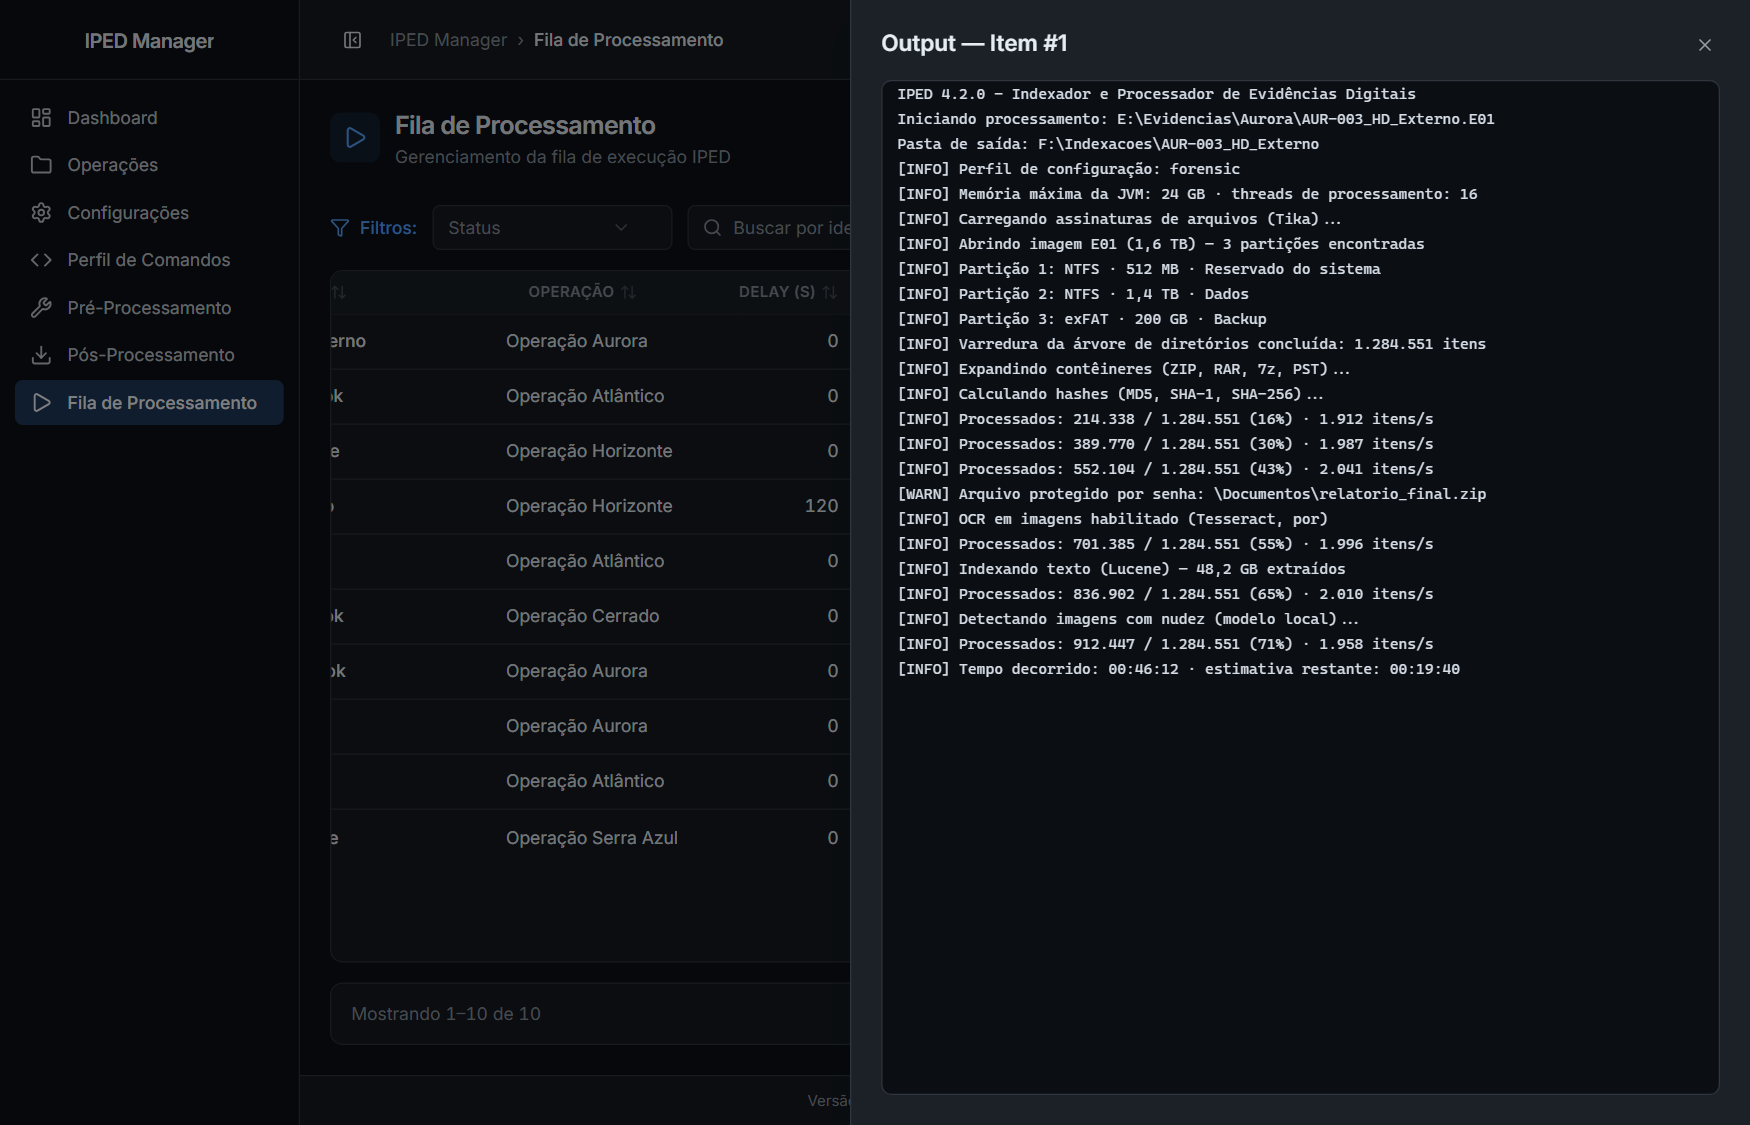 IPED Manager
Dashboard
Operações
Configurações
Perfil de Comandos
Pré-Processamento
Pós-Processamento
Fila de Processamento
IPED Manager › Fila de Processamento
Fila de Processamento
Gerenciamento da fila de execução IPED
Filtros:
Status
Buscar por ide
OPERAÇÃO DELAY (S)
erno Operação Aurora 0
ok Operação Atlântico 0
e Operação Horizonte 0
Operação Horizonte 120
Operação Atlântico 0
ok Operação Cerrado 0
ok Operação Aurora 0
Operação Aurora 0
Operação Atlântico 0
e Operação Serra Azul 0
Mostrando 1–10 de 10
Versão
Output — Item #1
IPED 4.2.0 — Indexador e Processador de Evidências Digitais
Iniciando processamento: E:\Evidencias\Aurora\AUR-003_HD_Externo.E01
Pasta de saída: F:\Indexacoes\AUR-003_HD_Externo
[INFO] Perfil de configuração: forensic
[INFO] Memória máxima da JVM: 24 GB · threads de processamento: 16
[INFO] Carregando assinaturas de arquivos (Tika)...
[INFO] Abrindo imagem E01 (1,6 TB) — 3 partições encontradas
[INFO] Partição 1: NTFS · 512 MB · Reservado do sistema
[INFO] Partição 2: NTFS · 1,4 TB · Dados
[INFO] Partição 3: exFAT · 200 GB · Backup
[INFO] Varredura da árvore de diretórios concluída: 1.284.551 itens
[INFO] Expandindo contêineres (ZIP, RAR, 7z, PST)...
[INFO] Calculando hashes (MD5, SHA-1, SHA-256)...
[INFO] Processados: 214.338 / 1.284.551 (16%) · 1.912 itens/s
[INFO] Processados: 389.770 / 1.284.551 (30%) · 1.987 itens/s
[INFO] Processados: 552.104 / 1.284.551 (43%) · 2.041 itens/s
[WARN] Arquivo protegido por senha: \Documentos\relatorio_final.zip
[INFO] OCR em imagens habilitado (Tesseract, por)
[INFO] Processados: 701.385 / 1.284.551 (55%) · 1.996 itens/s
[INFO] Indexando texto (Lucene) — 48,2 GB extraídos
[INFO] Processados: 836.902 / 1.284.551 (65%) · 2.010 itens/s
[INFO] Detectando imagens com nudez (modelo local)...
[INFO] Processados: 912.447 / 1.284.551 (71%) · 1.958 itens/s
[INFO] Tempo decorrido: 00:46:12 · estimativa restante: 00:19:40